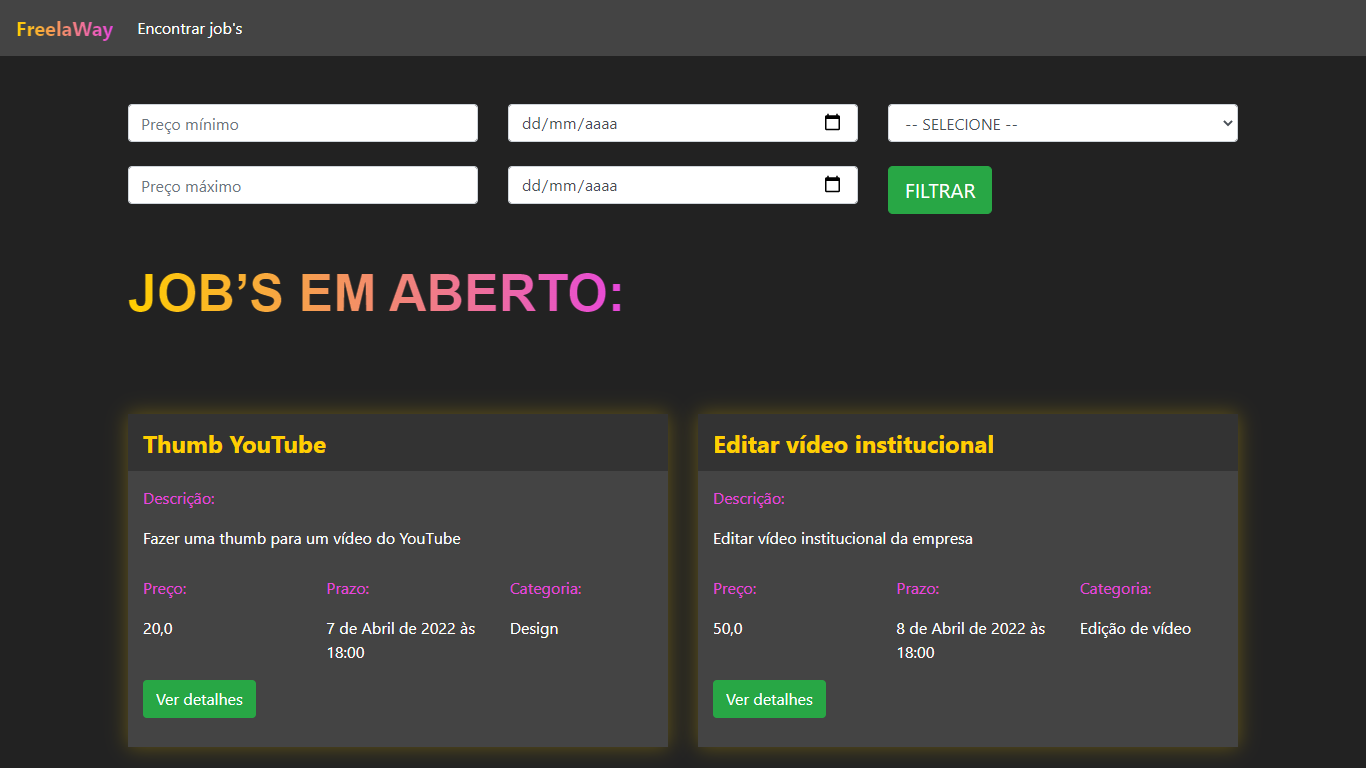 FreelaWay Encontrar job's
Preço mínimo dd/mm/aaaa -- SELECIONE --
Preço máximo dd/mm/aaaa FILTRAR
JOB’S EM ABERTO:
Thumb YouTube
Descrição:
Fazer uma thumb para um vídeo do YouTube
Preço: Prazo: Categoria:
20,0 7 de Abril de 2022 às Design
18:00
Ver detalhes
Editar vídeo institucional
Descrição:
Editar vídeo institucional da empresa
Preço: Prazo: Categoria:
50,0 8 de Abril de 2022 às Edição de vídeo
18:00
Ver detalhes